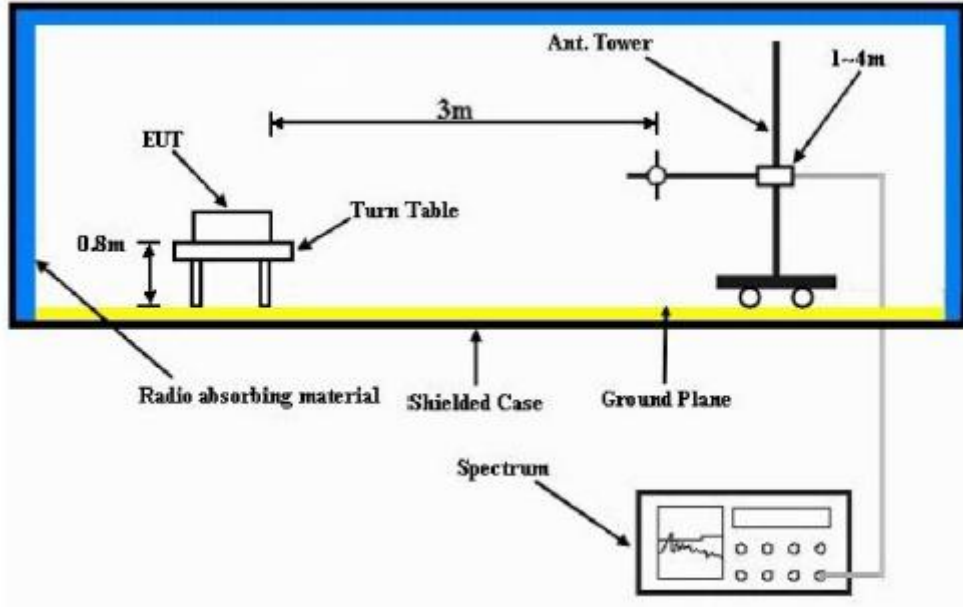 Ant. Tower
1~4m
3m
EUT
Turn Table
0.8m
Radio absorbing material
Shielded Case
Ground Plane
Spectrum